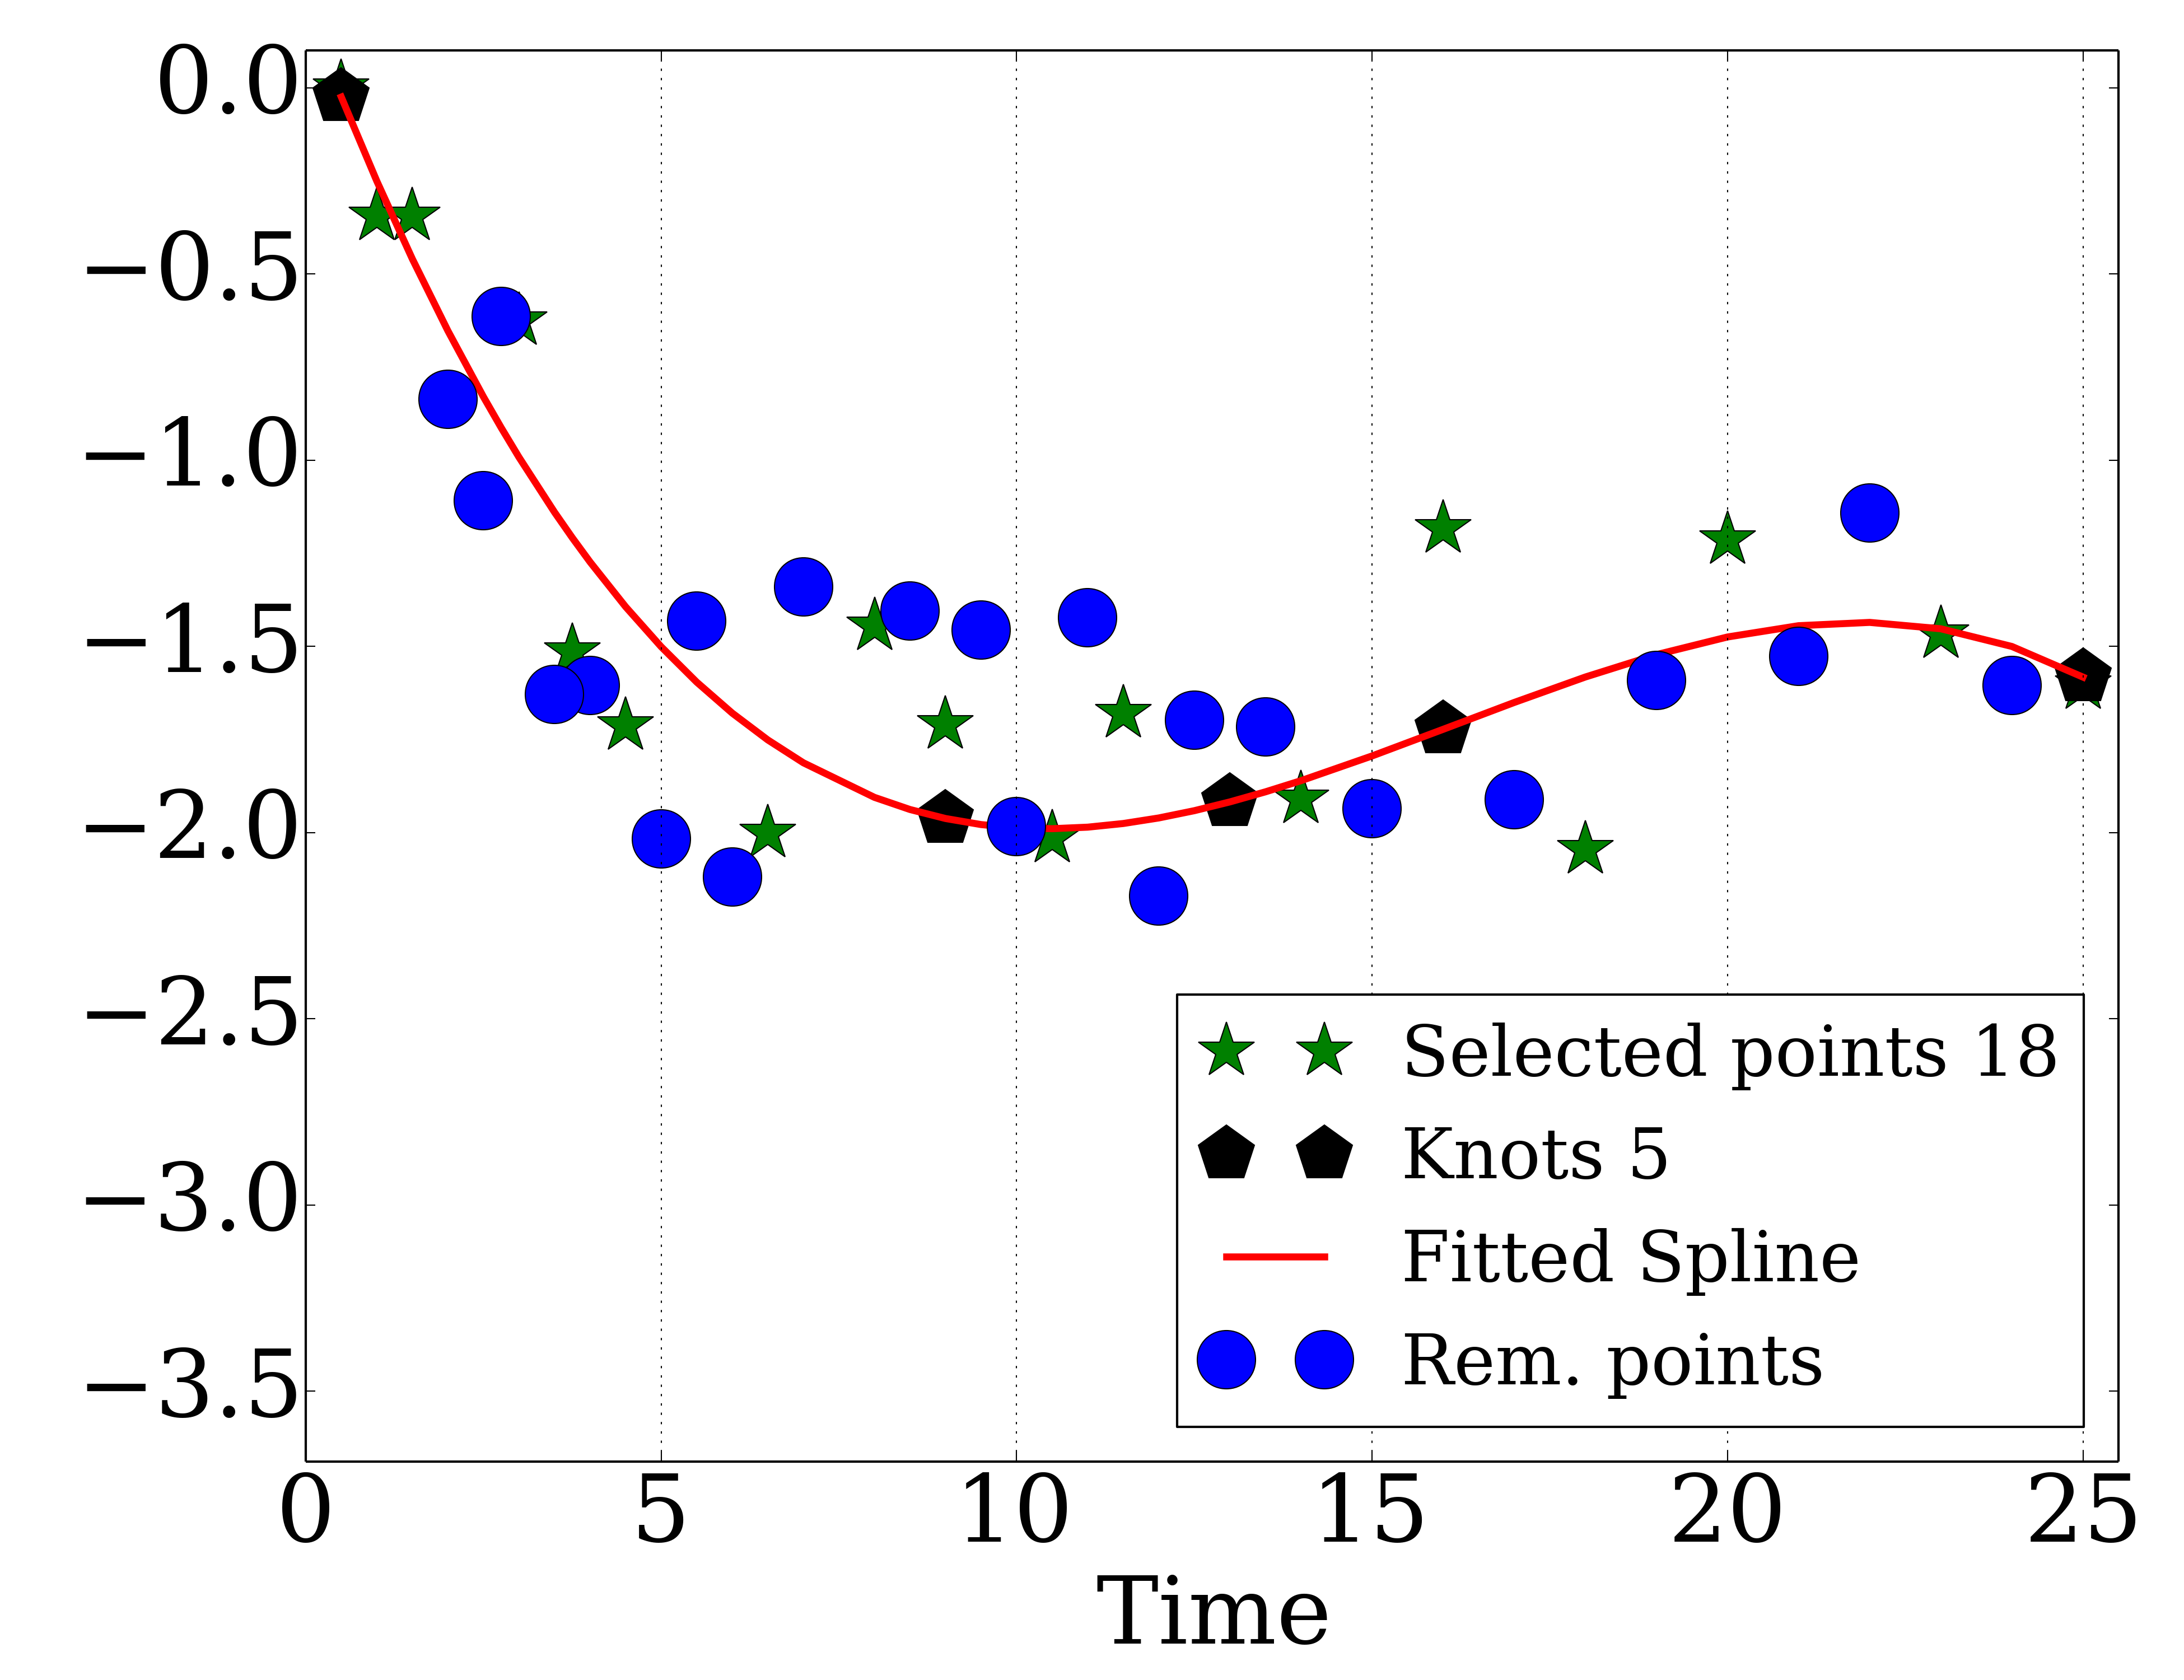 0.0
−0.5
−1.0
−1.5
−2.0
−2.5
−3.0
−3.5
Selected points 18
Knots 5
Fitted Spline
Rem. points
0 5 10 15 20 25
Time